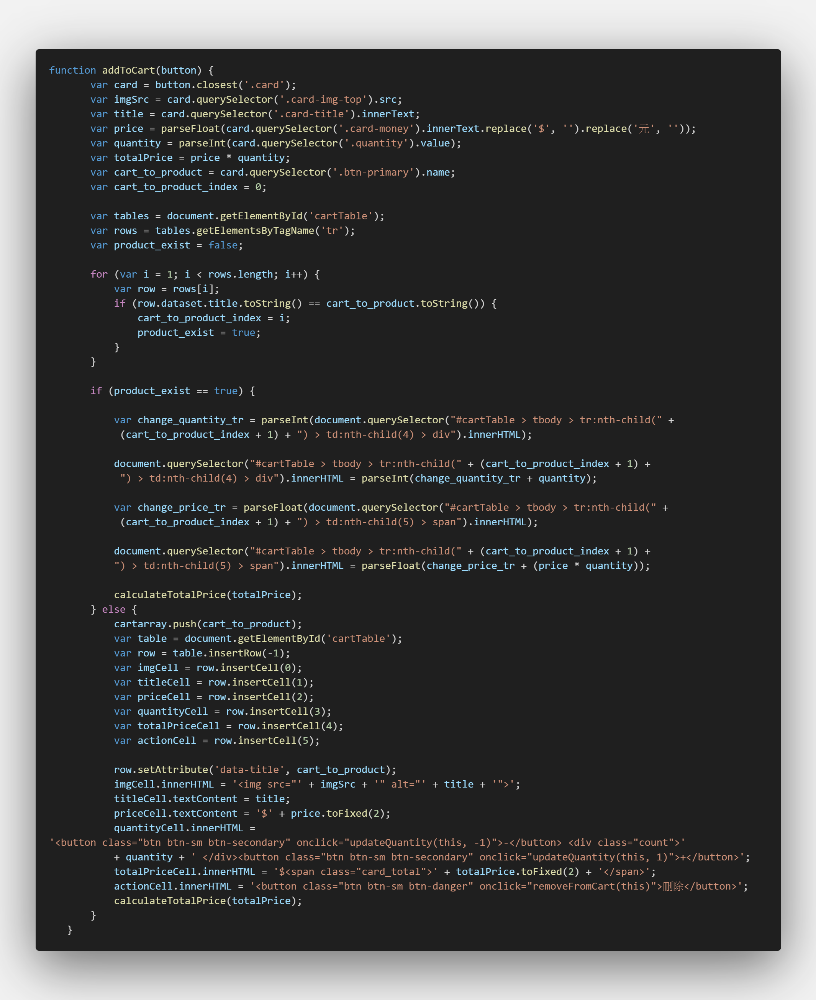 function addToCart(button) {
       var card = button.closest('.card');
       var imgSrc = card.querySelector('.card-img-top').src;
       var title = card.querySelector('.card-title').innerText;
       var price = parseFloat(card.querySelector('.card-money').innerText.replace('$', '').replace('元', ''));
       var quantity = parseInt(card.querySelector('.quantity').value);
       var totalPrice = price * quantity;
       var cart_to_product = card.querySelector('.btn-primary').name;
       var cart_to_product_index = 0;

       var tables = document.getElementById('cartTable');
       var rows = tables.getElementsByTagName('tr');
       var product_exist = false;

       for (var i = 1; i < rows.length; i++) {
           var row = rows[i];
           if (row.dataset.title.toString() == cart_to_product.toString()) {
               cart_to_product_index = i;
               product_exist = true;
           }
       }

       if (product_exist == true) {

           var change_quantity_tr = parseInt(document.querySelector("#cartTable > tbody > tr:nth-child(" +
            (cart_to_product_index + 1) + ") > td:nth-child(4) > div").innerHTML);

           document.querySelector("#cartTable > tbody > tr:nth-child(" + (cart_to_product_index + 1) +
            ") > td:nth-child(4) > div").innerHTML = parseInt(change_quantity_tr + quantity);

           var change_price_tr = parseFloat(document.querySelector("#cartTable > tbody > tr:nth-child(" +
            (cart_to_product_index + 1) + ") > td:nth-child(5) > span").innerHTML);

           document.querySelector("#cartTable > tbody > tr:nth-child(" + (cart_to_product_index + 1) +
           ") > td:nth-child(5) > span").innerHTML = parseFloat(change_price_tr + (price * quantity));

           calculateTotalPrice(totalPrice);
       } else {
           cartarray.push(cart_to_product);
           var table = document.getElementById('cartTable');
           var row = table.insertRow(-1);
           var imgCell = row.insertCell(0);
           var titleCell = row.insertCell(1);
           var priceCell = row.insertCell(2);
           var quantityCell = row.insertCell(3);
           var totalPriceCell = row.insertCell(4);
           var actionCell = row.insertCell(5);

           row.setAttribute('data-title', cart_to_product);
           imgCell.innerHTML = '<img src="' + imgSrc + '" alt="' + title + '">';
           titleCell.textContent = title;
           priceCell.textContent = '$' + price.toFixed(2);
           quantityCell.innerHTML =
'<button class="btn btn-sm btn-secondary" onclick="updateQuantity(this, -1)">-</button> <div class="count">'
           + quantity + ' </div><button class="btn btn-sm btn-secondary" onclick="updateQuantity(this, 1)">+</button>';
           totalPriceCell.innerHTML = '$<span class="card_total">' + totalPrice.toFixed(2) + '</span>';
           actionCell.innerHTML = '<button class="btn btn-sm btn-danger" onclick="removeFromCart(this)">刪除</button>';
           calculateTotalPrice(totalPrice);
       }
   }